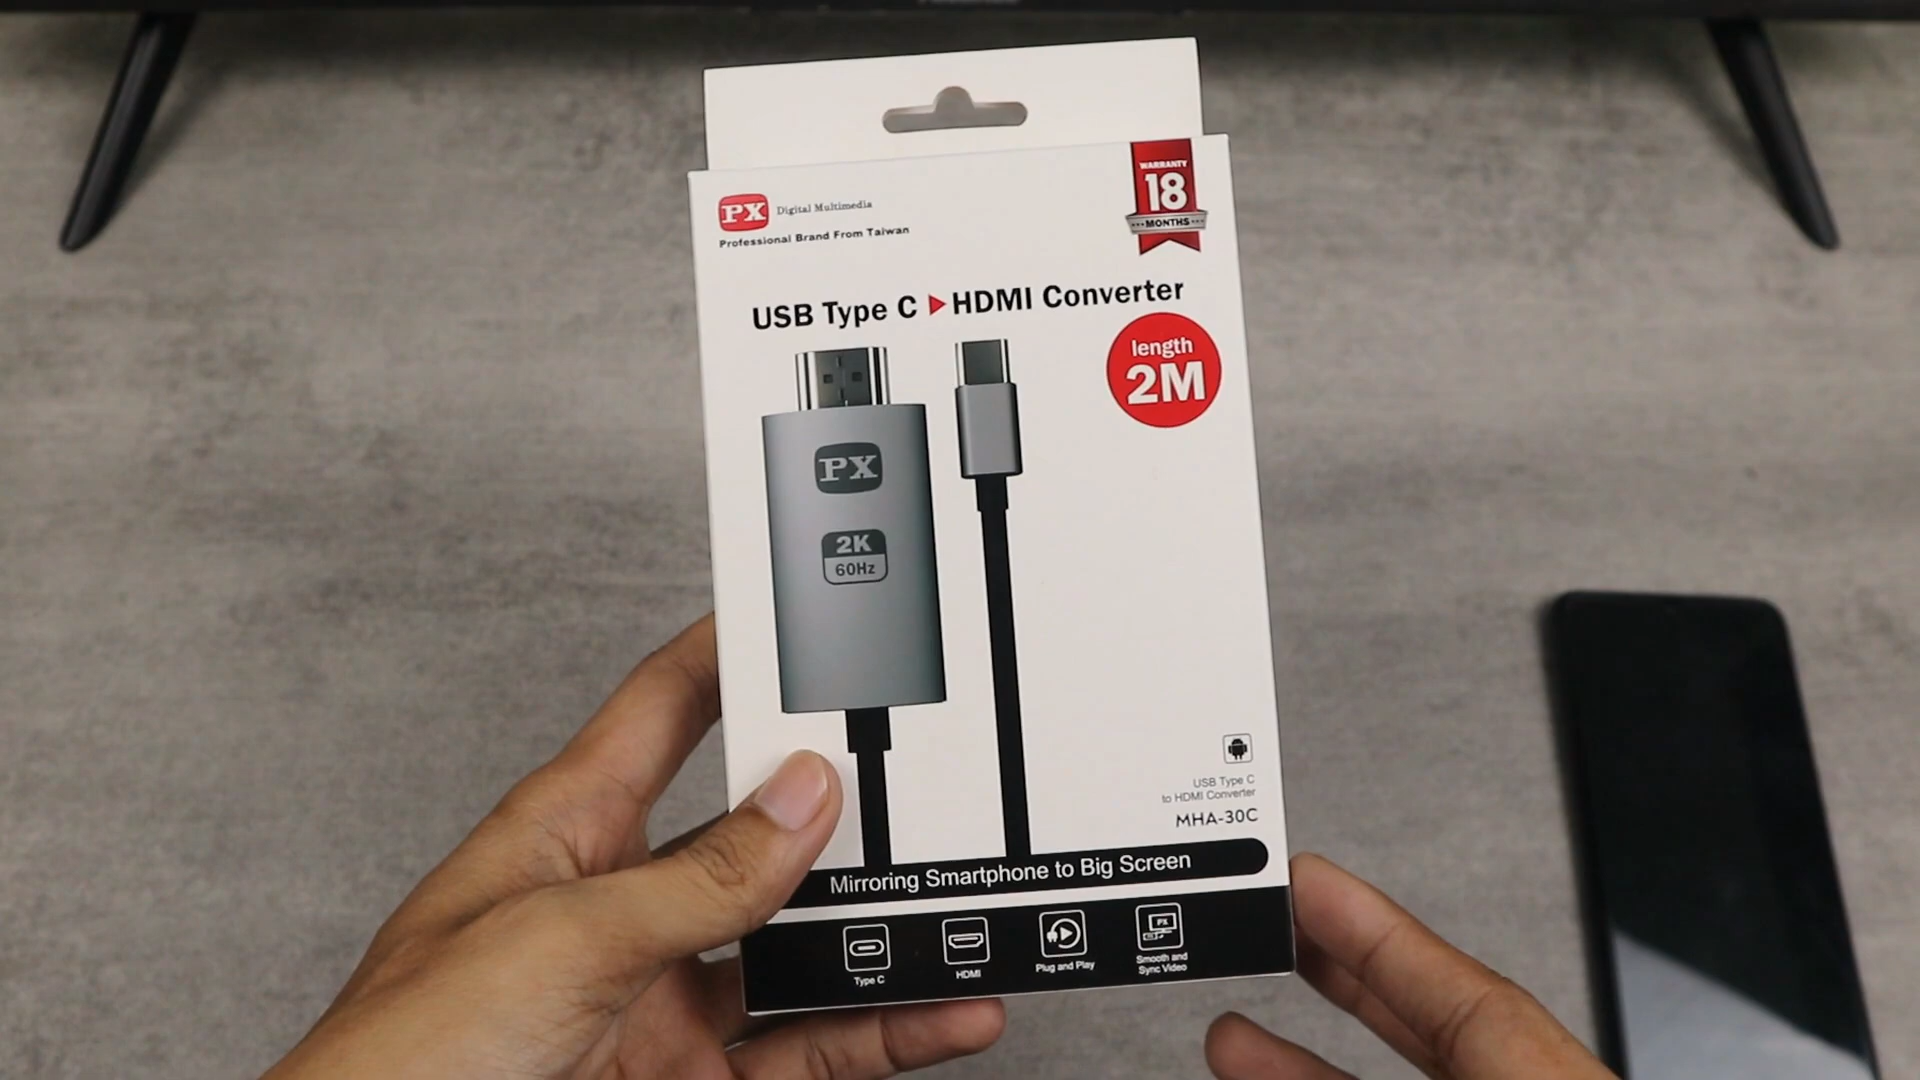 PX Digital Multimedia
Professional Brand From Taiwan
WARRANTY
18
MONTHS
USB Type C HDMI Converter
length
2M
PX
2K
60Hz
USB Type C
to HDMI Converter
MHA-30C
Mirroring Smartphone to Big Screen
Type C
HDMI
Plug and Play
PX
Smooth and
Sync Video